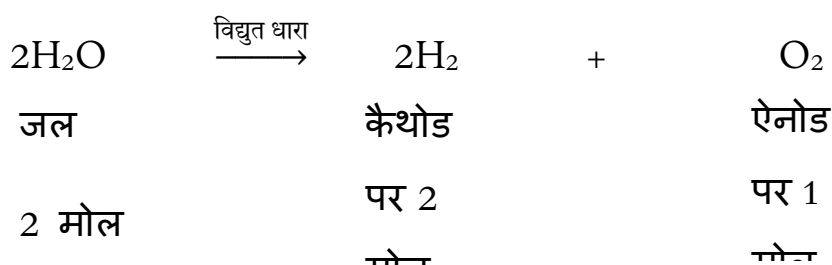 विद्युत धारा
2H₂O ⟶ 2H₂ + O₂
जल कैथोड ऐनोड
पर 2 पर 1
2 मोल